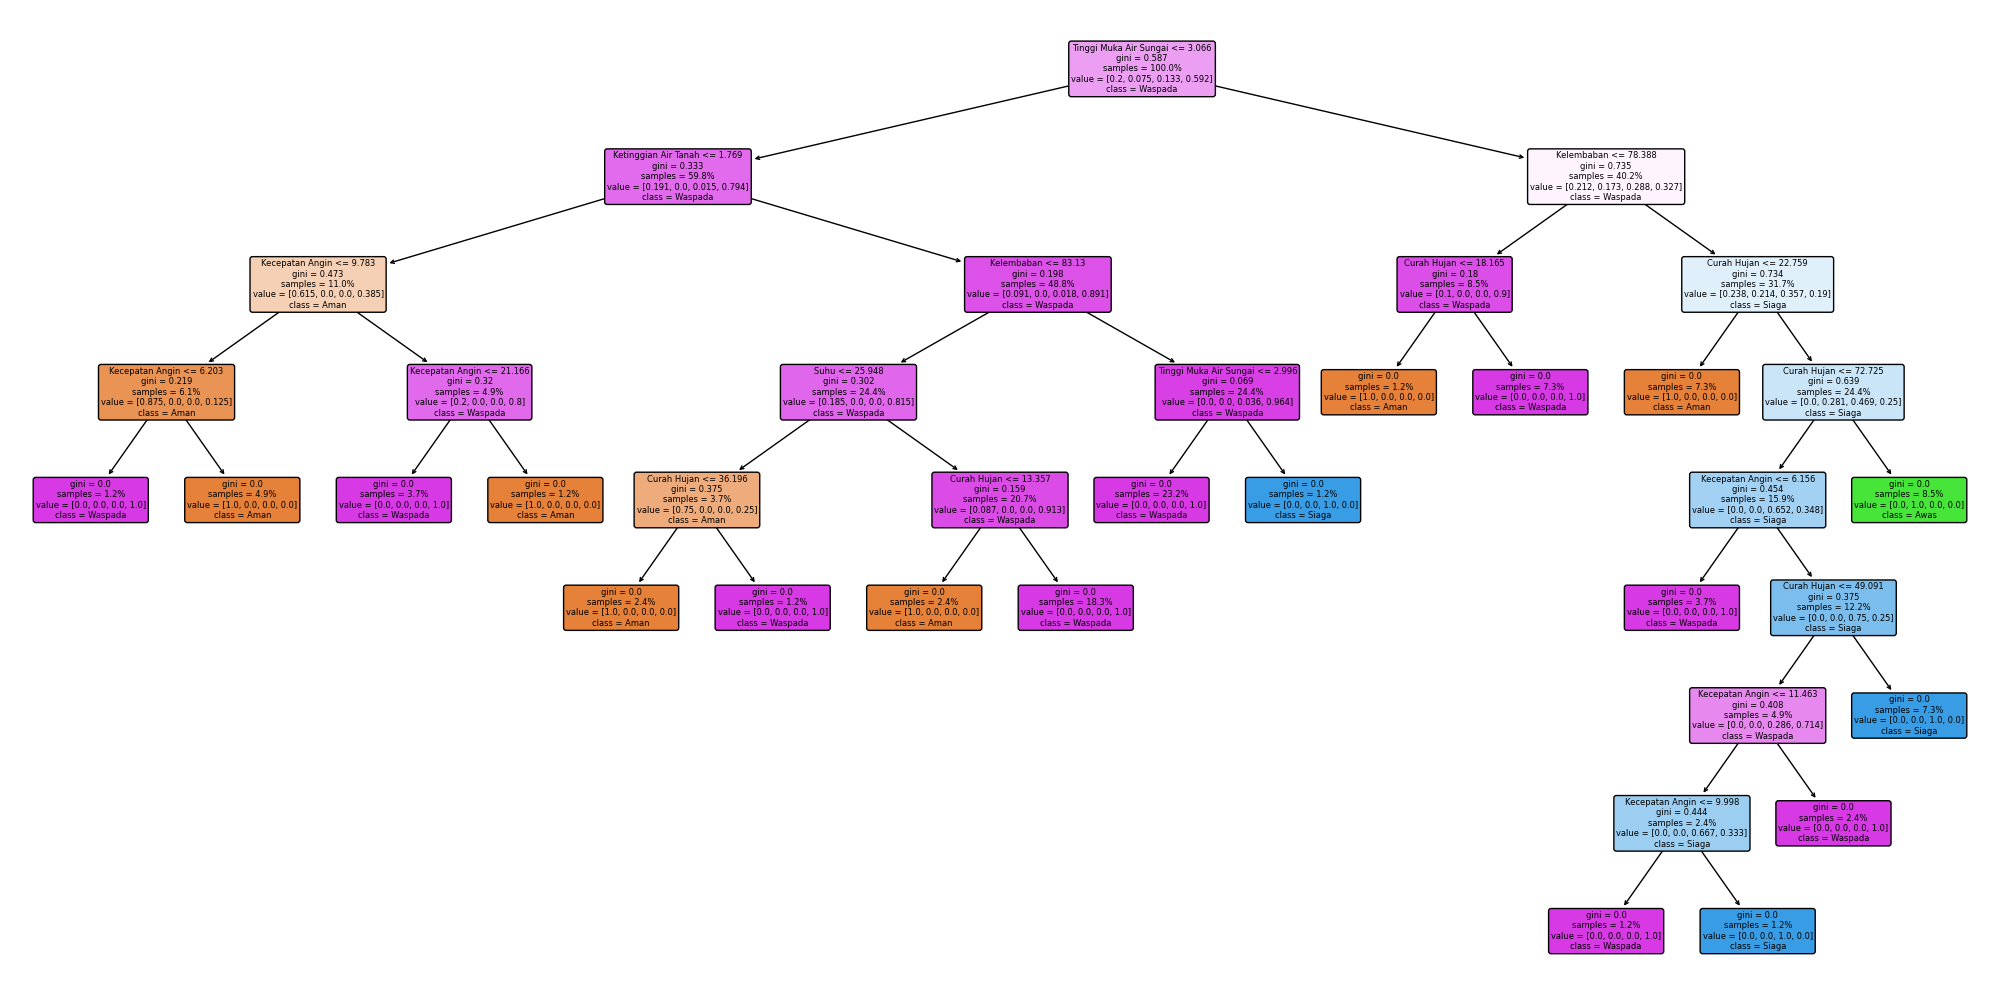 Tinggi Muka Air Sungai <= 3.066
gini = 0.587
samples = 100.0%
value = [0.2, 0.075, 0.133, 0.592]
class = Waspada
Ketinggian Air Tanah <= 1.769
gini = 0.333
samples = 59.8%
value = [0.191, 0.0, 0.015, 0.794]
class = Waspada
Kelembaban <= 78.388
gini = 0.735
samples = 40.2%
value = [0.212, 0.173, 0.288, 0.327]
class = Waspada
Kecepatan Angin <= 9.783
gini = 0.473
samples = 11.0%
value = [0.615, 0.0, 0.0, 0.385]
class = Aman
Kelembaban <= 83.13
gini = 0.198
samples = 48.8%
value = [0.091, 0.0, 0.018, 0.891]
class = Waspada
Curah Hujan <= 18.165
gini = 0.18
samples = 8.5%
value = [0.1, 0.0, 0.0, 0.9]
class = Waspada
Curah Hujan <= 22.759
gini = 0.734
samples = 31.7%
value = [0.238, 0.214, 0.357, 0.19]
class = Siaga
Kecepatan Angin <= 6.203
gini = 0.219
samples = 6.1%
value = [0.875, 0.0, 0.0, 0.125]
class = Aman
Kecepatan Angin <= 21.166
gini = 0.32
samples = 4.9%
value = [0.2, 0.0, 0.0, 0.8]
class = Waspada
Suhu <= 25.948
gini = 0.302
samples = 24.4%
value = [0.185, 0.0, 0.0, 0.815]
class = Waspada
Tinggi Muka Air Sungai <= 2.996
gini = 0.069
samples = 24.4%
value = [0.0, 0.0, 0.036, 0.964]
class = Waspada
gini = 0.0
samples = 1.2%
value = [1.0, 0.0, 0.0, 0.0]
class = Aman
gini = 0.0
samples = 7.3%
value = [0.0, 0.0, 0.0, 1.0]
class = Waspada
gini = 0.0
samples = 7.3%
value = [1.0, 0.0, 0.0, 0.0]
class = Aman
Curah Hujan <= 72.725
gini = 0.639
samples = 24.4%
value = [0.0, 0.281, 0.469, 0.25]
class = Siaga
gini = 0.0
samples = 1.2%
value = [0.0, 0.0, 0.0, 1.0]
class = Waspada
gini = 0.0
samples = 4.9%
value = [1.0, 0.0, 0.0, 0.0]
class = Aman
gini = 0.0
samples = 3.7%
value = [0.0, 0.0, 0.0, 1.0]
class = Waspada
gini = 0.0
samples = 1.2%
value = [1.0, 0.0, 0.0, 0.0]
class = Aman
Curah Hujan <= 36.196
gini = 0.375
samples = 3.7%
value = [0.75, 0.0, 0.0, 0.25]
class = Aman
Curah Hujan <= 13.357
gini = 0.159
samples = 20.7%
value = [0.087, 0.0, 0.0, 0.913]
class = Waspada
gini = 0.0
samples = 23.2%
value = [0.0, 0.0, 0.0, 1.0]
class = Waspada
gini = 0.0
samples = 1.2%
value = [0.0, 0.0, 1.0, 0.0]
class = Siaga
Kecepatan Angin <= 6.156
gini = 0.454
samples = 15.9%
value = [0.0, 0.0, 0.652, 0.348]
class = Siaga
gini = 0.0
samples = 8.5%
value = [0.0, 1.0, 0.0, 0.0]
class = Awas
gini = 0.0
samples = 2.4%
value = [1.0, 0.0, 0.0, 0.0]
class = Aman
gini = 0.0
samples = 1.2%
value = [0.0, 0.0, 0.0, 1.0]
class = Waspada
gini = 0.0
samples = 2.4%
value = [1.0, 0.0, 0.0, 0.0]
class = Aman
gini = 0.0
samples = 18.3%
value = [0.0, 0.0, 0.0, 1.0]
class = Waspada
gini = 0.0
samples = 3.7%
value = [0.0, 0.0, 0.0, 1.0]
class = Waspada
Curah Hujan <= 49.091
gini = 0.375
samples = 12.2%
value = [0.0, 0.0, 0.75, 0.25]
class = Siaga
Kecepatan Angin <= 11.463
gini = 0.408
samples = 4.9%
value = [0.0, 0.0, 0.286, 0.714]
class = Waspada
gini = 0.0
samples = 7.3%
value = [0.0, 0.0, 1.0, 0.0]
class = Siaga
Kecepatan Angin <= 9.998
gini = 0.444
samples = 2.4%
value = [0.0, 0.0, 0.667, 0.333]
class = Siaga
gini = 0.0
samples = 2.4%
value = [0.0, 0.0, 0.0, 1.0]
class = Waspada
gini = 0.0
samples = 1.2%
value = [0.0, 0.0, 0.0, 1.0]
class = Waspada
gini = 0.0
samples = 1.2%
value = [0.0, 0.0, 1.0, 0.0]
class = Siaga